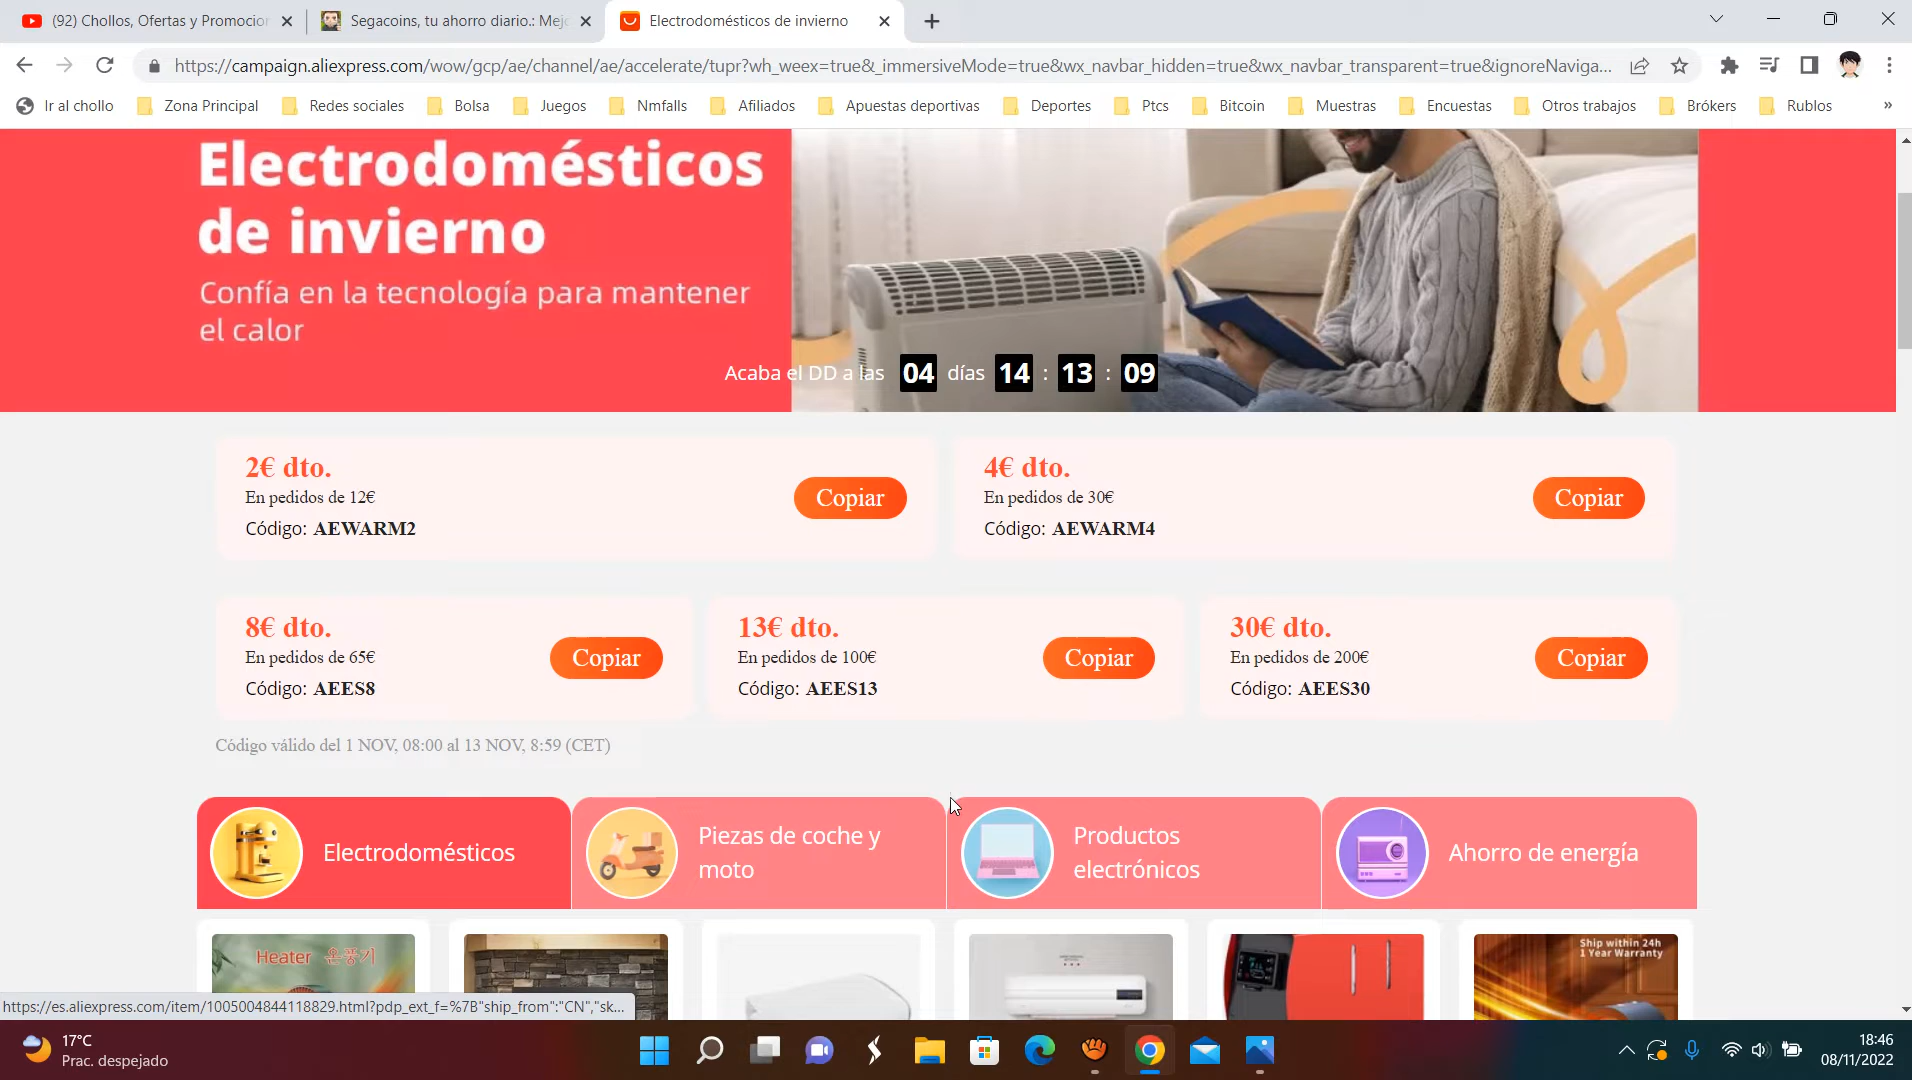 (92) Chollos, Ofertas y Promocion
Segacoins, tu ahorro diario.: Mejo
Electrodomésticos de invierno
https://campaign.aliexpress.com/wow/gcp/ae/channel/ae/accelerate/tupr?wh_weex=true&_immersiveMode=true&wx_navbar_hidden=true&wx_navbar_transparent=true&ignoreNaviga...
Ir al chollo Zona Principal Redes sociales Bolsa Juegos Nmfalls Afiliados Apuestas deportivas Deportes Ptcs Bitcoin Muestras Encuestas Otros trabajos Brókers Rublos »
Electrodomésticos
de invierno
Confía en la tecnología para mantener
el calor
Acaba el DD a las 04 días 14 : 13 : 09
2€ dto.
En pedidos de 12€
Código: AEWARM2
Copiar
4€ dto.
En pedidos de 30€
Código: AEWARM4
Copiar
8€ dto.
En pedidos de 65€
Código: AEES8
Copiar
13€ dto.
En pedidos de 100€
Código: AEES13
Copiar
30€ dto.
En pedidos de 200€
Código: AEES30
Copiar
Código válido del 1 NOV, 08:00 al 13 NOV, 8:59 (CET)
Electrodomésticos
Piezas de coche y
moto
Productos
electrónicos
Ahorro de energía
Heater 온풍기
Ship within 24h
1 Year Warranty
https://es.aliexpress.com/item/1005004844118829.html?pdp_ext_f=%7B"ship_from":"CN","sk...
17°C
Prac. despejado
18:46
08/11/2022